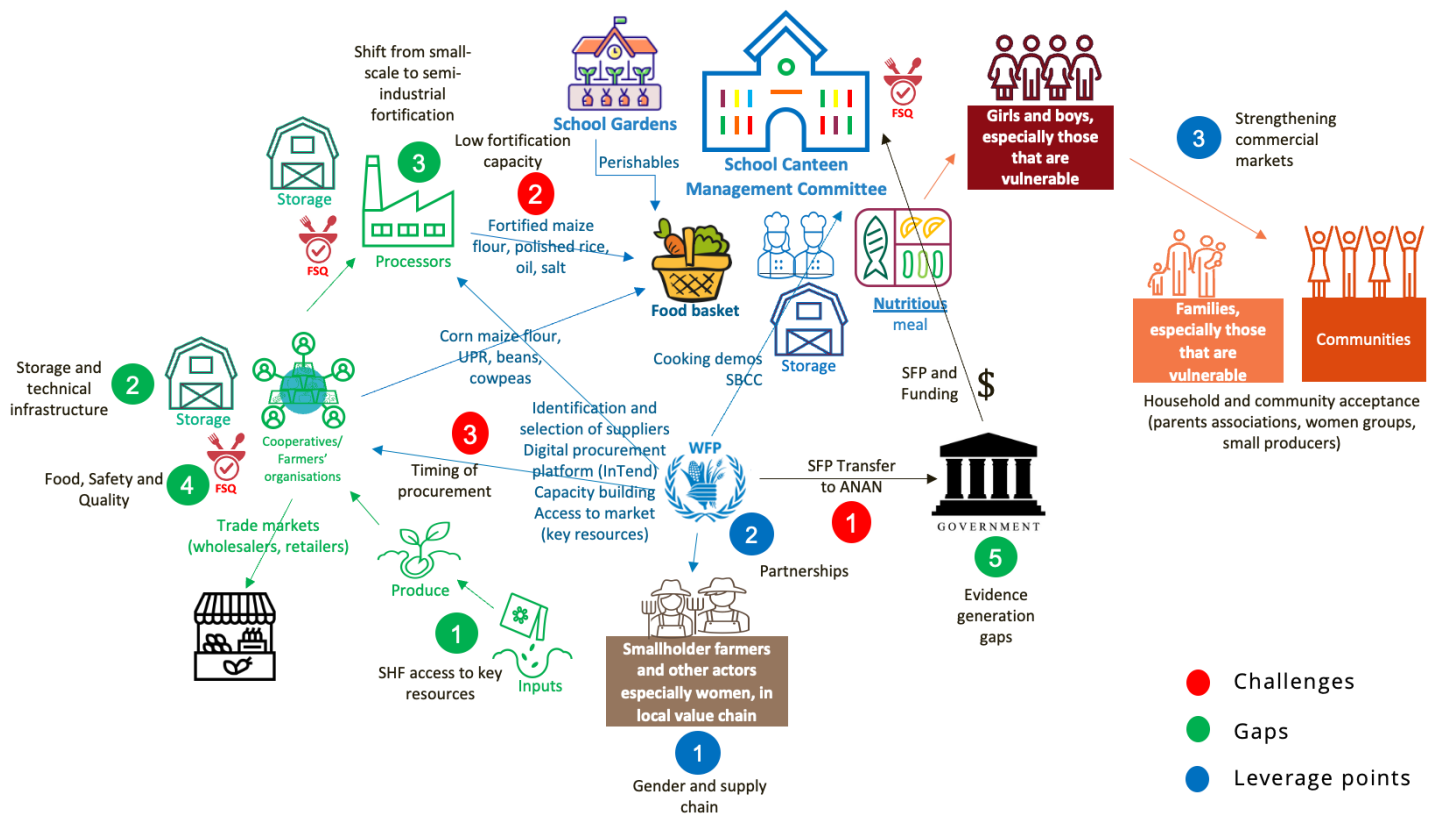 Shift from small-
scale to semi-
industrial
fortification
3
Low fortification
capacity
2
School Gardens
Perishables
School Canteen
Management Committee
FSQ
Girls and boys,
especially those
that are
vulnerable
3
Strengthening
commercial
markets
Storage
FSQ
Processors
Fortified maize
flour, polished rice,
oil, salt
Food basket
Nutritious
meal
Storage
Cooking demos
SBCC
SFP and
Funding
$
Families,
especially those
that are
vulnerable
Communities
Household and community acceptance
(parents associations, women groups,
small producers)
Storage and
technical
infrastructure
2
Storage
Corn maize flour,
UPR, beans,
cowpeas
Cooperatives/
Farmers'
organisations
Food, Safety and
Quality
4
FSQ
3
Timing of
procurement
Identification and
selection of suppliers
Digital procurement
platform (InTend)
Capacity building
Access to market
(key resources)
WFP
2
Partnerships
SFP Transfer
to ANAN
1
GOVERNMENT
5
Evidence
generation
gaps
Trade markets
(wholesalers, retailers)
Produce
1
SHF access to key
resources
Inputs
Smallholder farmers
and other actors
especially women, in
local value chain
1
Gender and supply
chain
Challenges
Gaps
Leverage points